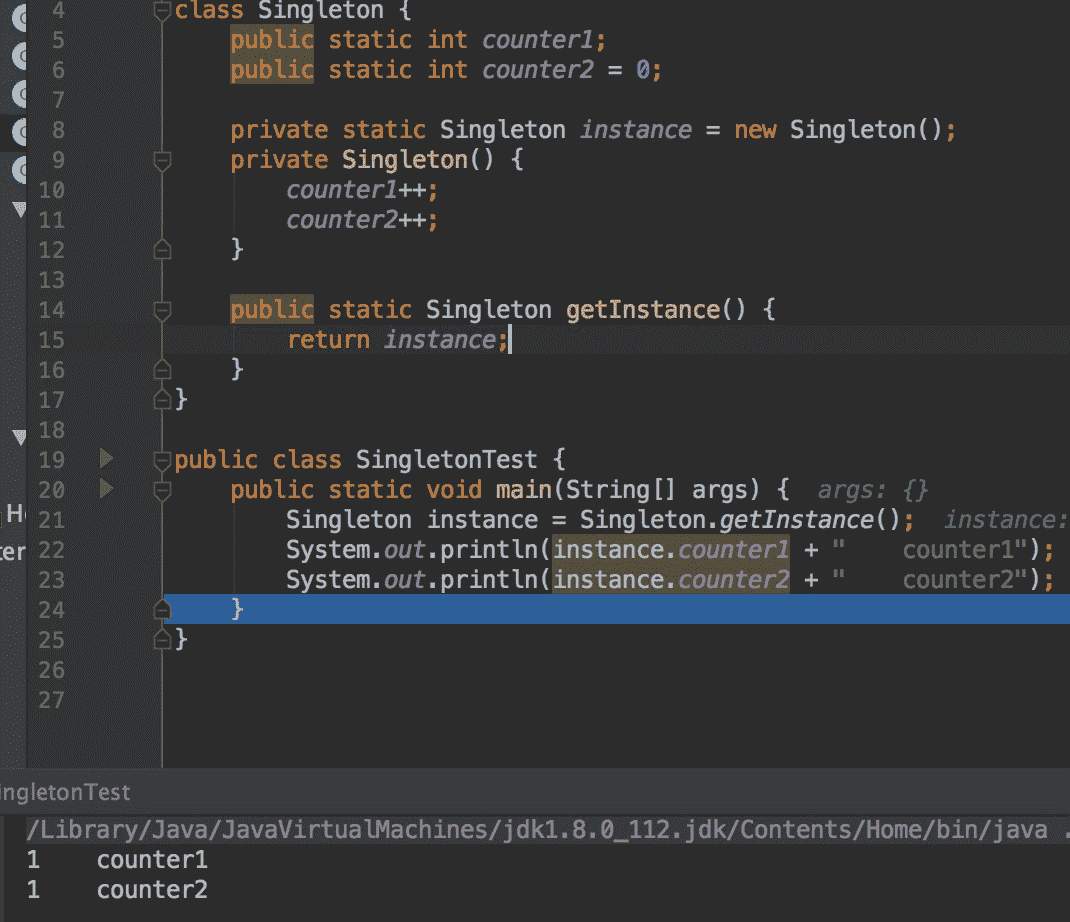 4 class Singleton {
5 public static int counter1;
6 public static int counter2 = 0;
7
8 private static Singleton instance = new Singleton();
9 private Singleton() {
10 counter1++;
11 counter2++;
12 }
13
14 public static Singleton getInstance() {
15 return instance;
16 }
17 }
18
19 public class SingletonTest {
20 public static void main(String[] args) { args: {}
21 Singleton instance = Singleton.getInstance(); instance:
22 System.out.println(instance.counter1 + "    counter1");
23 System.out.println(instance.counter2 + "    counter2");
24 }
25 }
26
27
ingletonTest
/Library/Java/JavaVirtualMachines/jdk1.8.0_112.jdk/Contents/Home/bin/java .
1    counter1
1    counter2